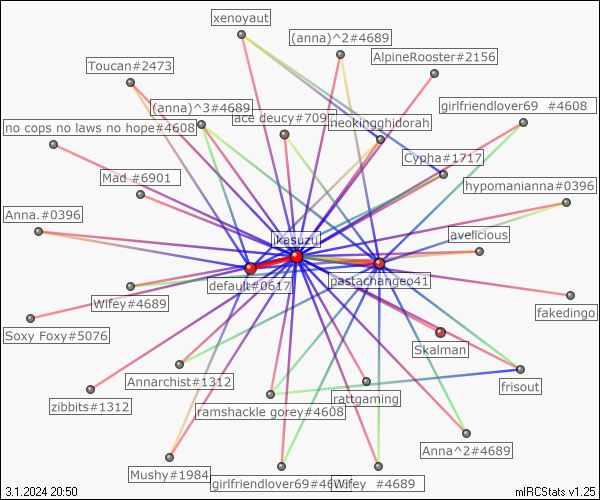 xenoyaut
(anna)^2#4689
AlpineRooster#2156
Toucan#2473
(anna)^3#4689
ace deucy#7097
girlfriendlover69 #4608
neokingghidorah
no cops no laws no hope#4608
Cypha#1717
Mad #6901
hypomanianna#0396
Anna.#0396
ikasuzu
avelicious
default#0617
pastachangeo41
Wifey#4689
fakedingo
Soxy Foxy#5076
Skalman
Annarchist#1312
rattgaming
frisout
zibbits#1312
ramshackle gorey#4608
Anna^2#4689
Mushy#1984
girlfriendlover69#4
Wifey #4689
3.1.2024 20:50
mIRCStats v1.25